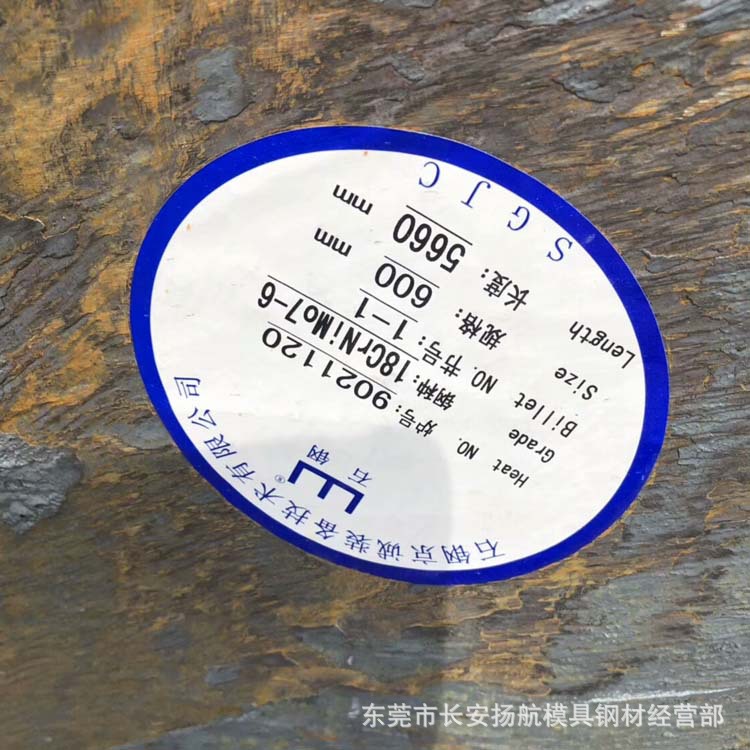 石钢京诚装备技术有限公司
®
石钢
Heat NO. 炉号: 9021120
Grade 钢种: 18CrNiMo7-6
Billet NO. 节号: 1-1
Size 规格: 600 mm
Length 长度: 5660 mm
SGJC
东莞市长安扬航模具钢材经营部